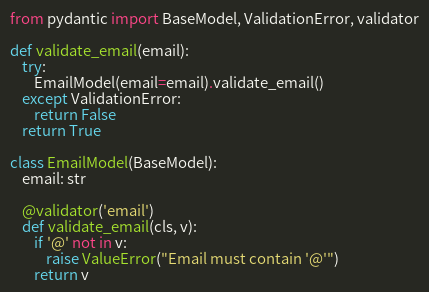 from pydantic import BaseModel, ValidationError, validator

def validate_email(email):
    try:
        EmailModel(email=email).validate_email()
    except ValidationError:
        return False
    return True

class EmailModel(BaseModel):
    email: str

    @validator('email')
    def validate_email(cls, v):
        if '@' not in v:
            raise ValueError("Email must contain '@'")
        return v